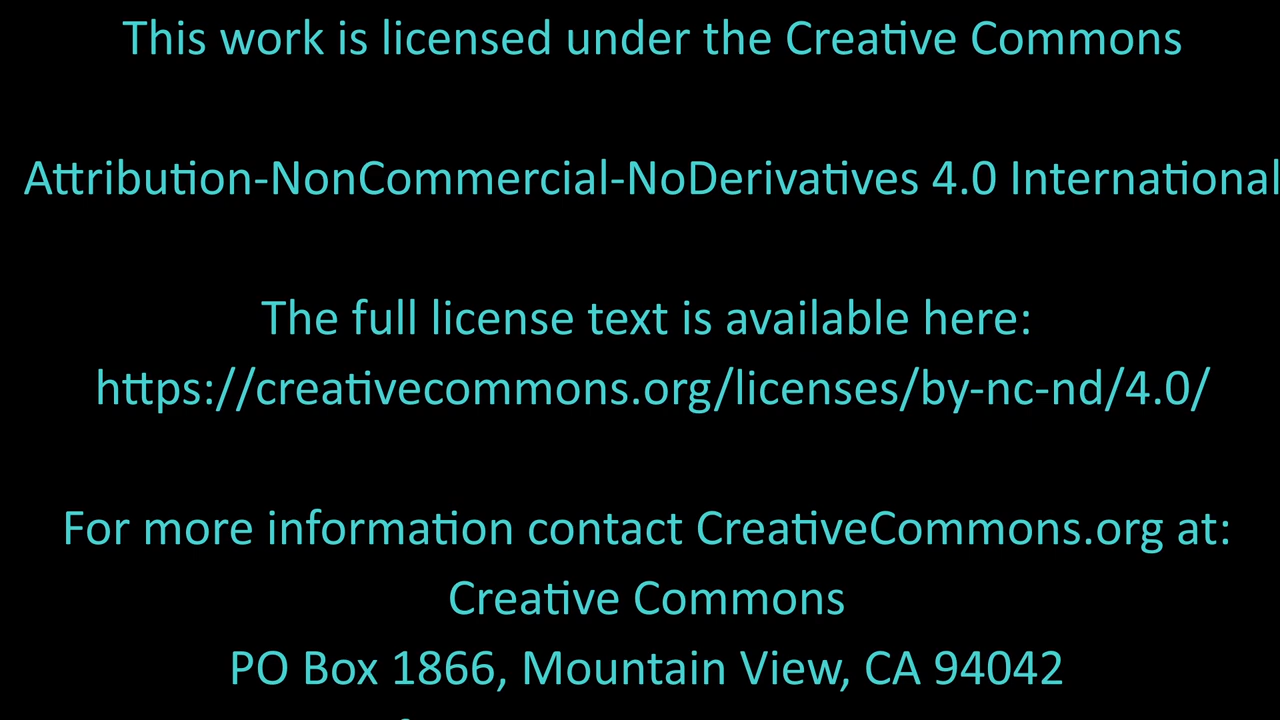 This work is licensed under the Creative Commons
Attribution-NonCommercial-NoDerivatives 4.0 International
The full license text is available here:
https://creativecommons.org/licenses/by-nc-nd/4.0/
For more information contact CreativeCommons.org at:
Creative Commons
PO Box 1866, Mountain View, CA 94042